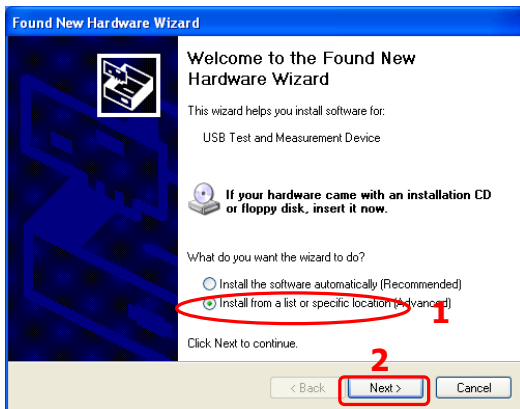 Found New Hardware Wizard
Welcome to the Found New
Hardware Wizard
This wizard helps you install software for:
USB Test and Measurement Device
If your hardware came with an installation CD
or floppy disk, insert it now.
What do you want the wizard to do?
Install the software automatically (Recommended)
Install from a list or specific location (Advanced)
1
Click Next to continue.
2
< Back
Next >
Cancel